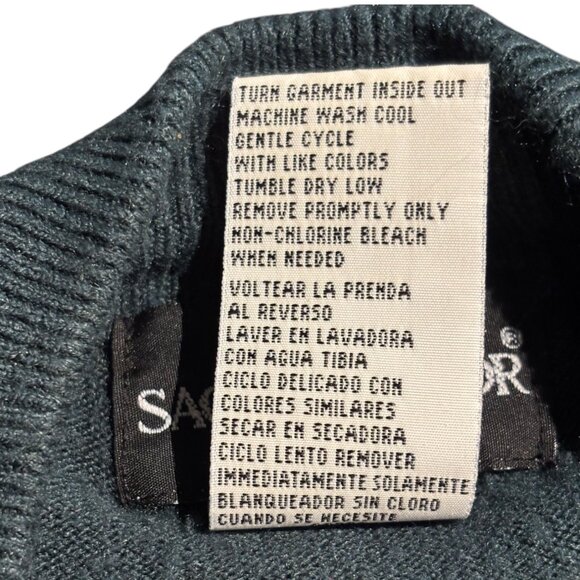 TURN GARMENT INSIDE OUT
MACHINE WASH COOL
GENTLE CYCLE
WITH LIKE COLORS
TUMBLE DRY LOW
REMOVE PROMPTLY ONLY
NON-CHLORINE BLEACH
WHEN NEEDED
VOLTEAR LA PRENDA
AL REVERSO
LAVER EN LAVADORA
CON AGUA TIBIA
CICLO DELICADO CON
COLORES SIMILARES
SECAR EN SECADORA
CICLO LENTO REMOVER
IMMEDIATAMENTE SOLAMENTE
BLANQUEADOR SIN CLORO
CUANDO SE NECESITE